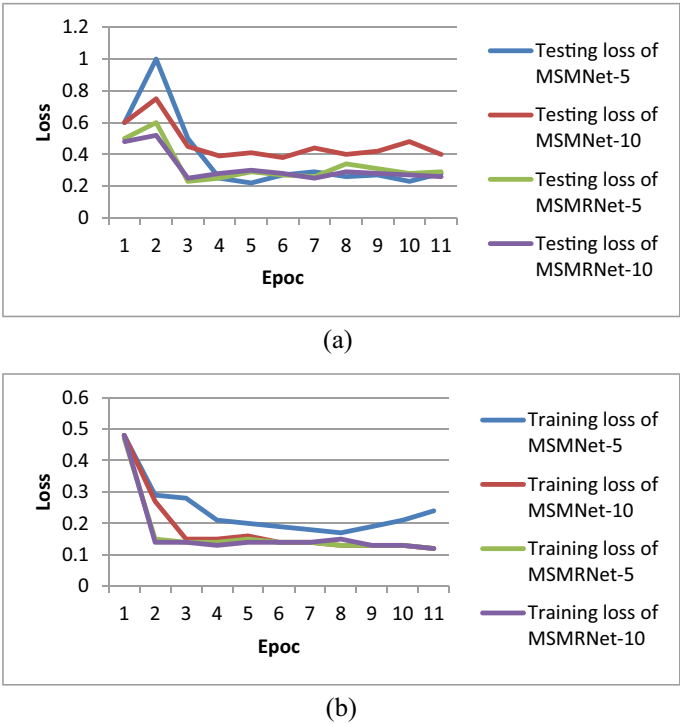 1.2
1
0.8
0.6
0.4
0.2
0
Loss
1 2 3 4 5 6 7 8 9 10 11
Epoc
Testing loss of
MSMNet-5
Testing loss of
MSMNet-10
Testing loss of
MSMRNet-5
Testing loss of
MSMRNet-10
(a)
0.6
0.5
0.4
0.3
0.2
0.1
0
Loss
1 2 3 4 5 6 7 8 9 10 11
Epoc
Training loss of
MSMNet-5
Training loss of
MSMNet-10
Training loss of
MSMRNet-5
Training loss of
MSMRNet-10
(b)